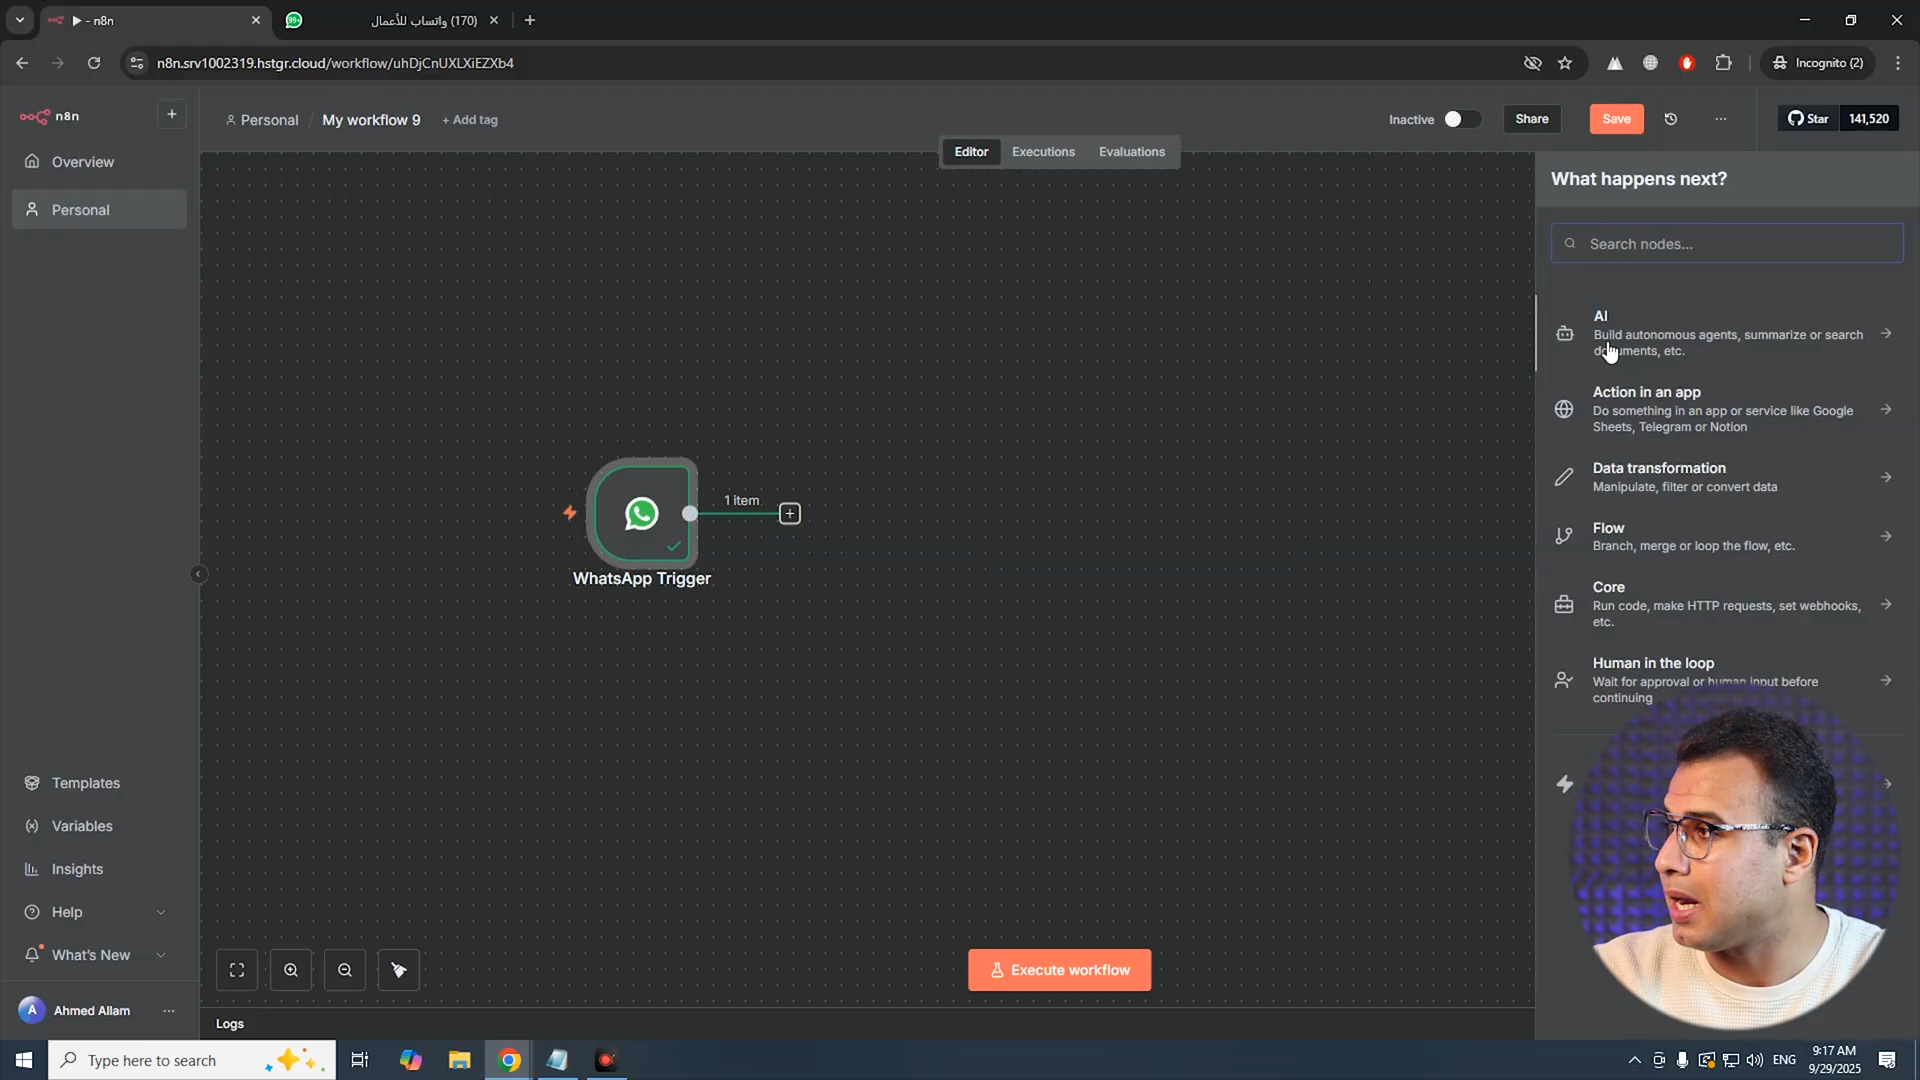 - n8n
(170) واتساب للأعمال
99+
n8n.srv1002319.hstgr.cloud/workflow/uhDjCnUXLXiEZXb4
Incognito (2)
n8n
Personal
/
My workflow 9
+ Add tag
Inactive
Share
Save
Star
141,520
Editor
Executions
Evaluations
Overview
Personal
What happens next?
Search nodes...
AI
Build autonomous agents, summarize or search
documents, etc.
Action in an app
Do something in an app or service like Google
Sheets, Telegram or Notion
Data transformation
Manipulate, filter or convert data
Flow
Branch, merge or loop the flow, etc.
Core
Run code, make HTTP requests, set webhooks,
etc.
Human in the loop
Wait for approval or human input before
continuing
1 item
WhatsApp Trigger
Templates
Variables
Insights
Help
What's New
A
Ahmed Allam
Execute workflow
Logs
Type here to search
ENG
9:17 AM
9/29/2025